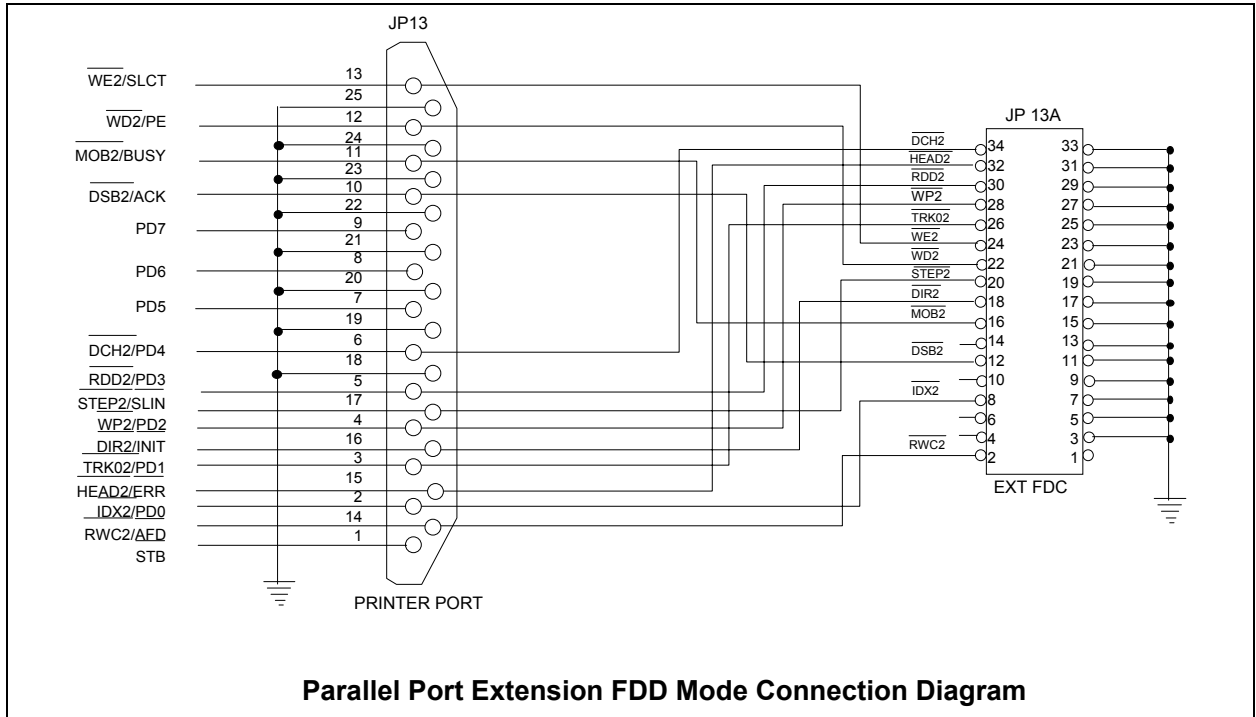 JP13
WE2/SLCT
WD2/PE
MOB2/BUSY
DSB2/ACK
PD7
PD6
PD5
DCH2/PD4
RDD2/PD3
STEP2/SLIN
WP2/PD2
DIR2/INIT
TRK02/PD1
HEAD2/ERR
IDX2/PD0
RWC2/AFD
STB
13
25
12
24
11
23
10
22
9
21
8
20
7
19
6
18
5
17
4
16
3
15
2
14
1
PRINTER PORT
JP 13A
DCH2
HEAD2
RDD2
WP2
TRK02
WE2
WD2
STEP2
DIR2
MOB2
DSB2
IDX2
RWC2
34 33
32 31
30 29
28 27
26 25
24 23
22 21
20 19
18 17
16 15
14 13
12 11
10 9
8 7
6 5
4 3
2 1
EXT FDC
Parallel Port Extension FDD Mode Connection Diagram